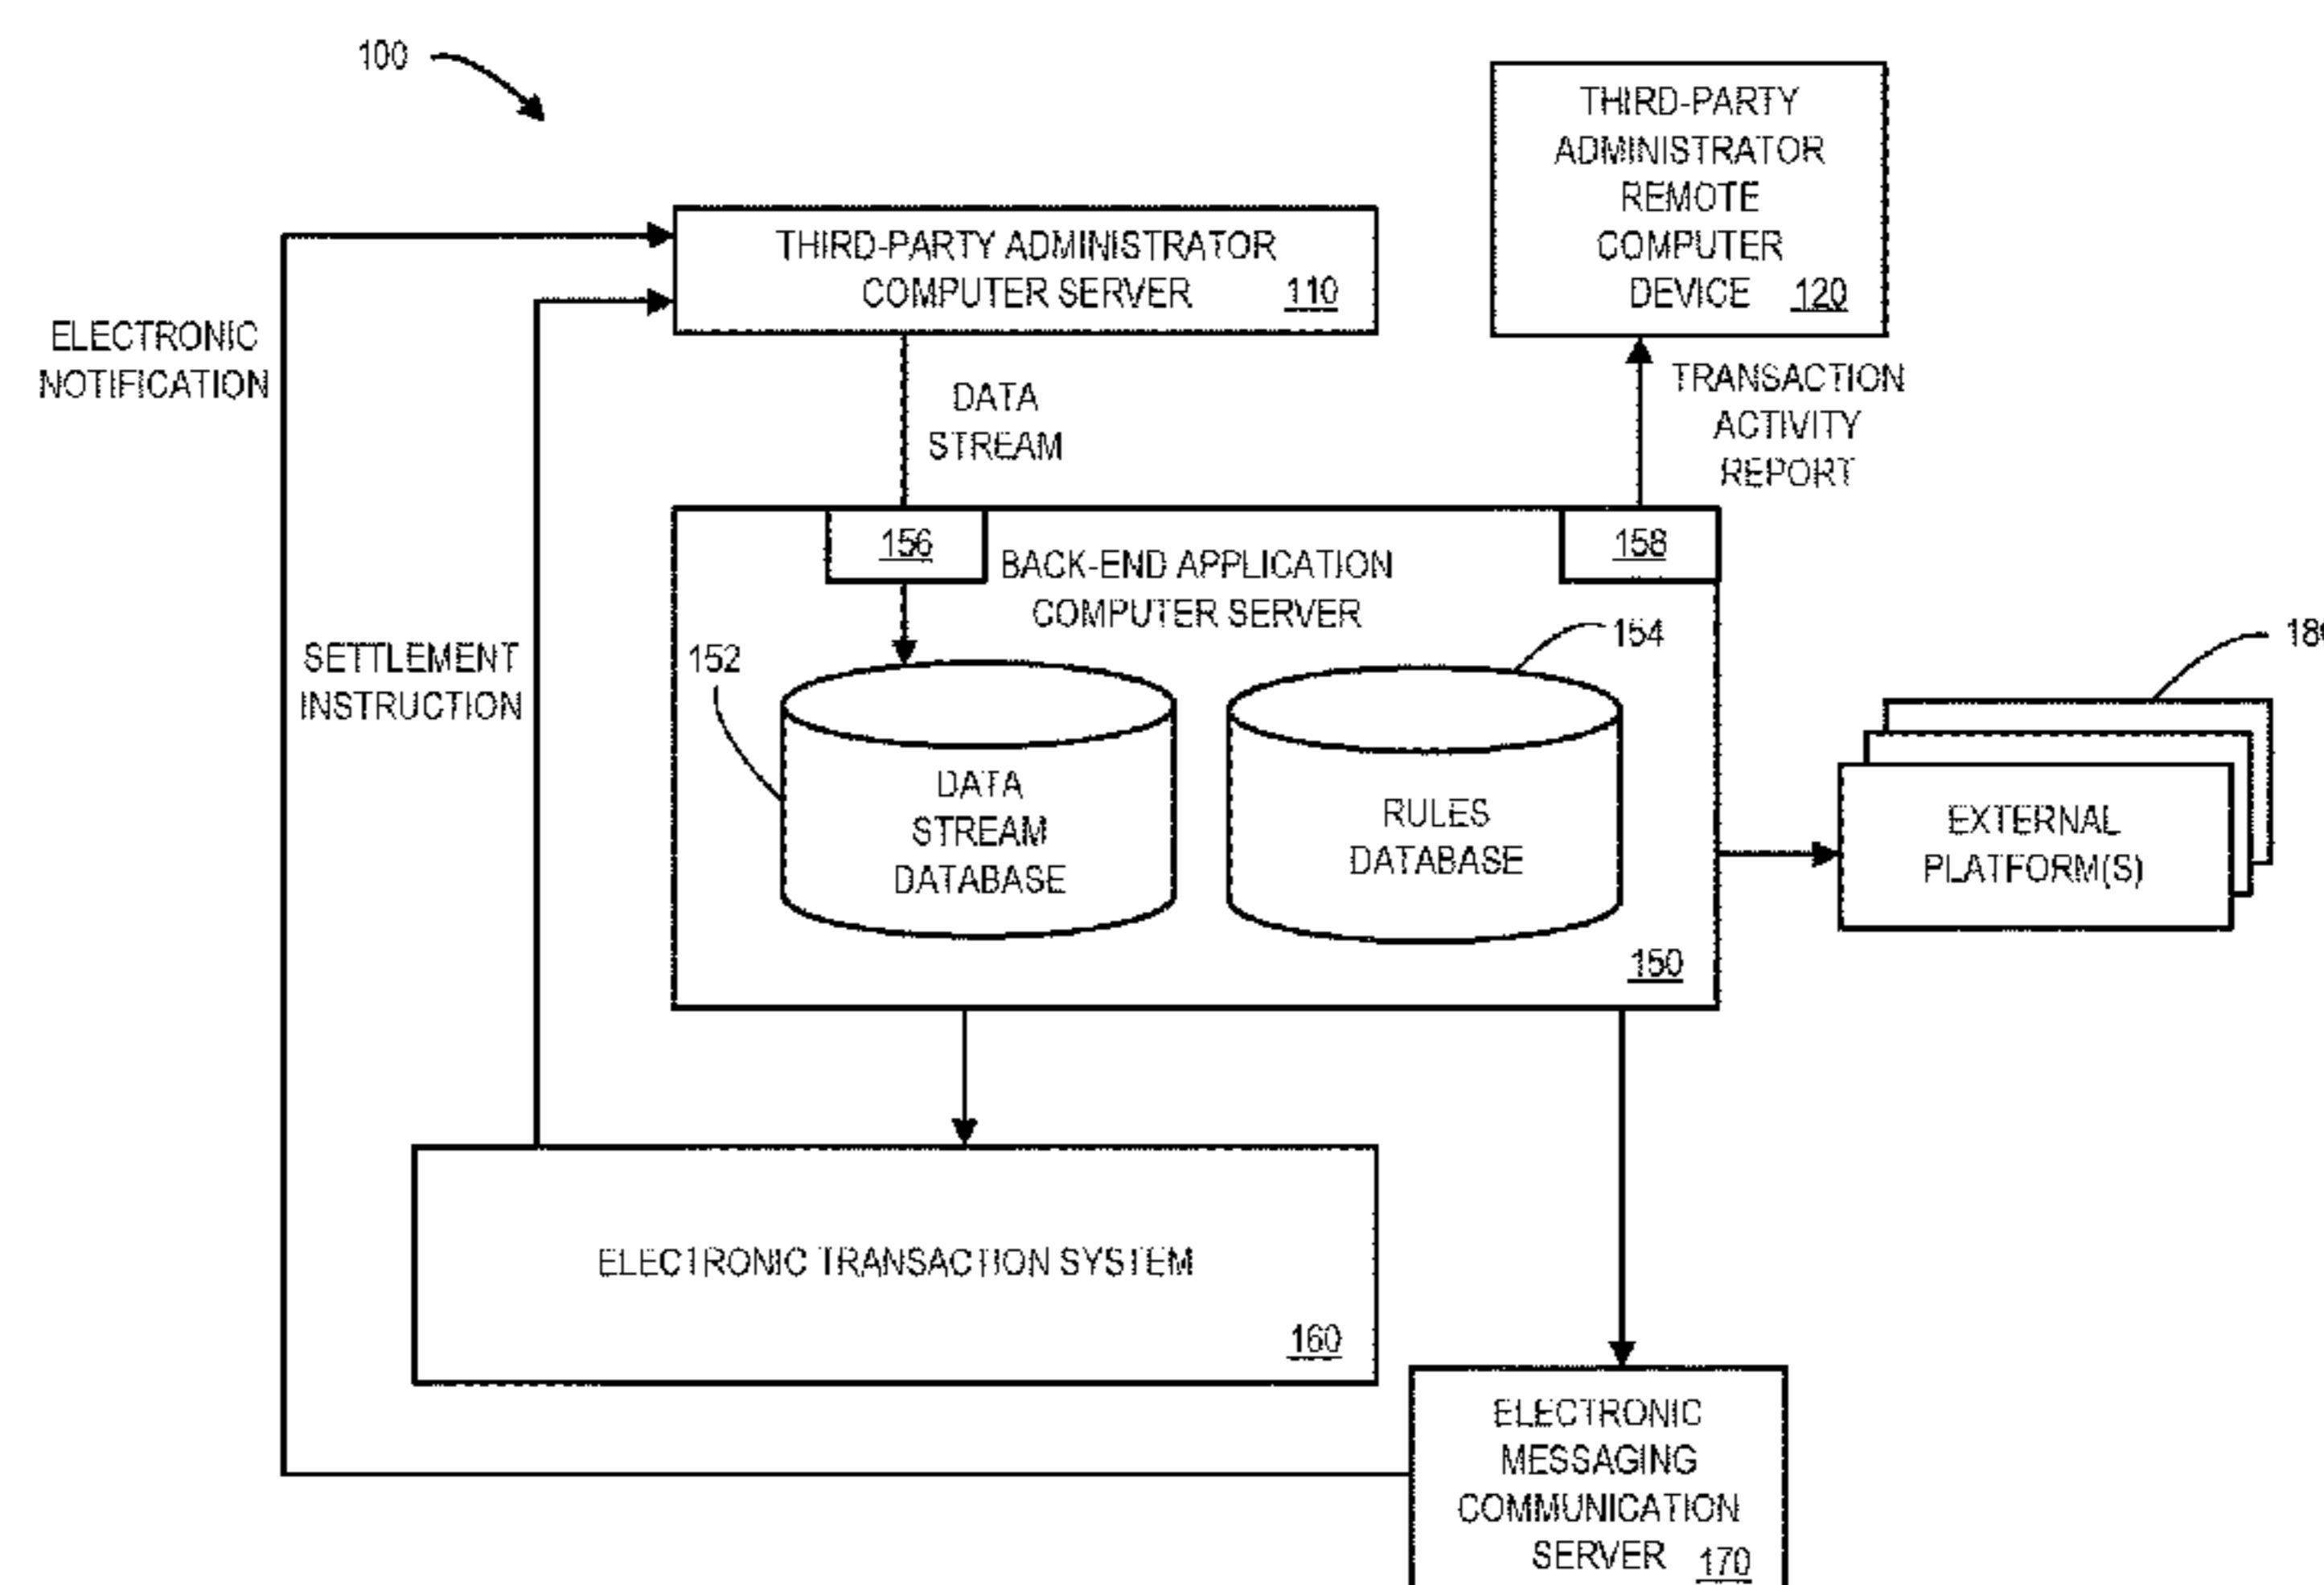 100
THIRD-PARTY
ADMINISTRATOR
REMOTE
COMPUTER
DEVICE 120
THIRD-PARTY ADMINISTRATOR
COMPUTER SERVER 110
ELECTRONIC
NOTIFICATION
DATA
STREAM
TRANSACTION
ACTIVITY
REPORT
156
158
BACK-END APPLICATION
COMPUTER SERVER
SETTLEMENT
INSTRUCTION
152
154
DATA
STREAM
DATABASE
RULES
DATABASE
EXTERNAL
PLATFORM(S)
150
ELECTRONIC TRANSACTION SYSTEM
160
ELECTRONIC
MESSAGING
COMMUNICATION
SERVER 170